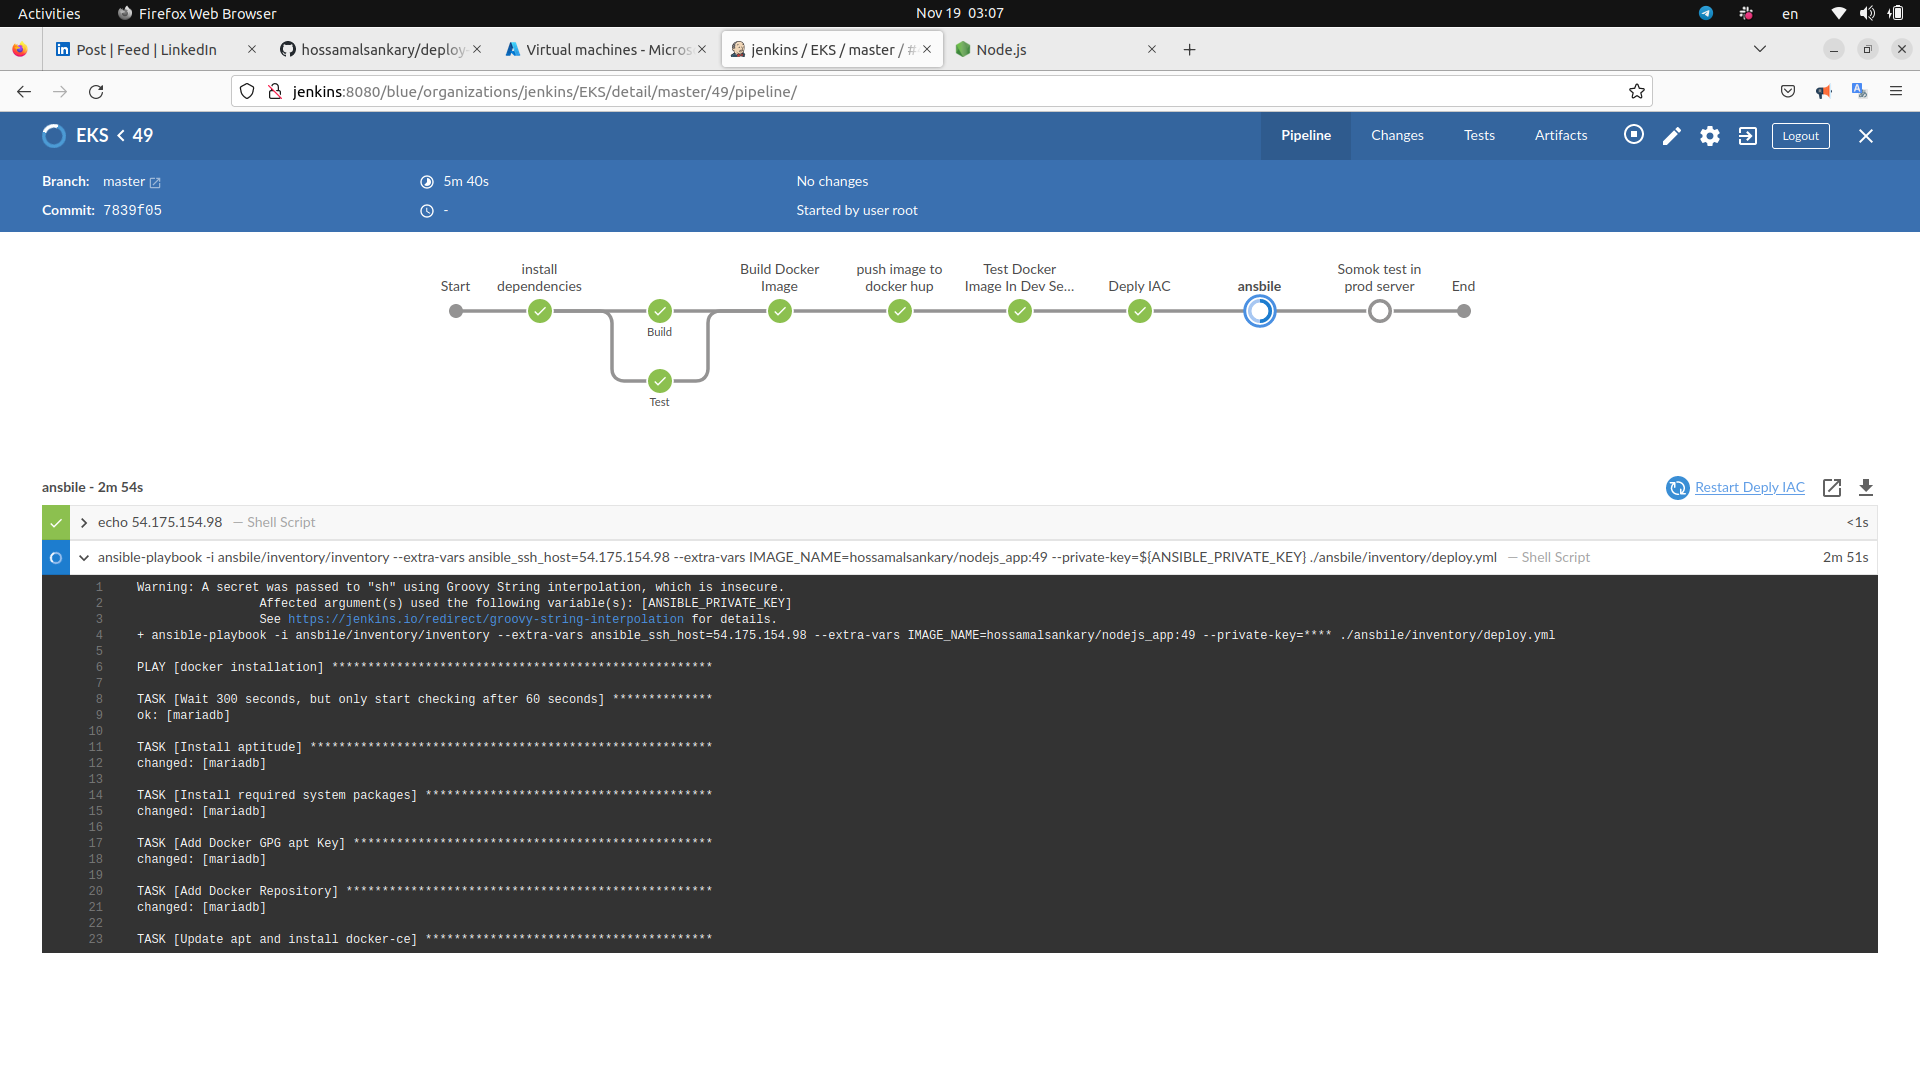 Activities Firefox Web Browser Nov 19 03:07 en
Post | Feed | LinkedIn hossamalsankary/deploy- Virtual machines - Micros jenkins / EKS / master / # Node.js
jenkins:8080/blue/organizations/jenkins/EKS/detail/master/49/pipeline/
EKS < 49 Pipeline Changes Tests Artifacts Logout
Branch: master 5m 40s No changes
Commit: 7839f05 - Started by user root
Start
install
dependencies
Build
Test
Build Docker
Image
push image to
docker hup
Test Docker
Image In Dev Se...
Deply IAC
ansbile
Somok test in
prod server
End
ansbile - 2m 54s Restart Deply IAC
echo 54.175.154.98 — Shell Script <1s
ansible-playbook -i ansbile/inventory/inventory --extra-vars ansible_ssh_host=54.175.154.98 --extra-vars IMAGE_NAME=hossamalsankary/nodejs_app:49 --private-key=${ANSIBLE_PRIVATE_KEY} ./ansbile/inventory/deploy.yml — Shell Script 2m 51s
1 Warning: A secret was passed to "sh" using Groovy String interpolation, which is insecure.
2 Affected argument(s) used the following variable(s): [ANSIBLE_PRIVATE_KEY]
3 See https://jenkins.io/redirect/groovy-string-interpolation for details.
4 + ansible-playbook -i ansbile/inventory/inventory --extra-vars ansible_ssh_host=54.175.154.98 --extra-vars IMAGE_NAME=hossamalsankary/nodejs_app:49 --private-key=**** ./ansbile/inventory/deploy.yml
5
6 PLAY [docker installation] *****************************************************
7
8 TASK [Wait 300 seconds, but only start checking after 60 seconds] **************
9 ok: [mariadb]
10
11 TASK [Install aptitude] ********************************************************
12 changed: [mariadb]
13
14 TASK [Install required system packages] ****************************************
15 changed: [mariadb]
16
17 TASK [Add Docker GPG apt Key] **************************************************
18 changed: [mariadb]
19
20 TASK [Add Docker Repository] ***************************************************
21 changed: [mariadb]
22
23 TASK [Update apt and install docker-ce] ****************************************